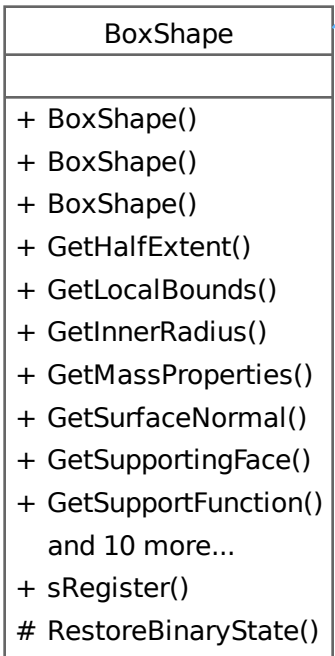 BoxShape
+ BoxShape()
+ BoxShape()
+ BoxShape()
+ GetHalfExtent()
+ GetLocalBounds()
+ GetInnerRadius()
+ GetMassProperties()
+ GetSurfaceNormal()
+ GetSupportingFace()
+ GetSupportFunction()
and 10 more...
+ sRegister()
# RestoreBinaryState()